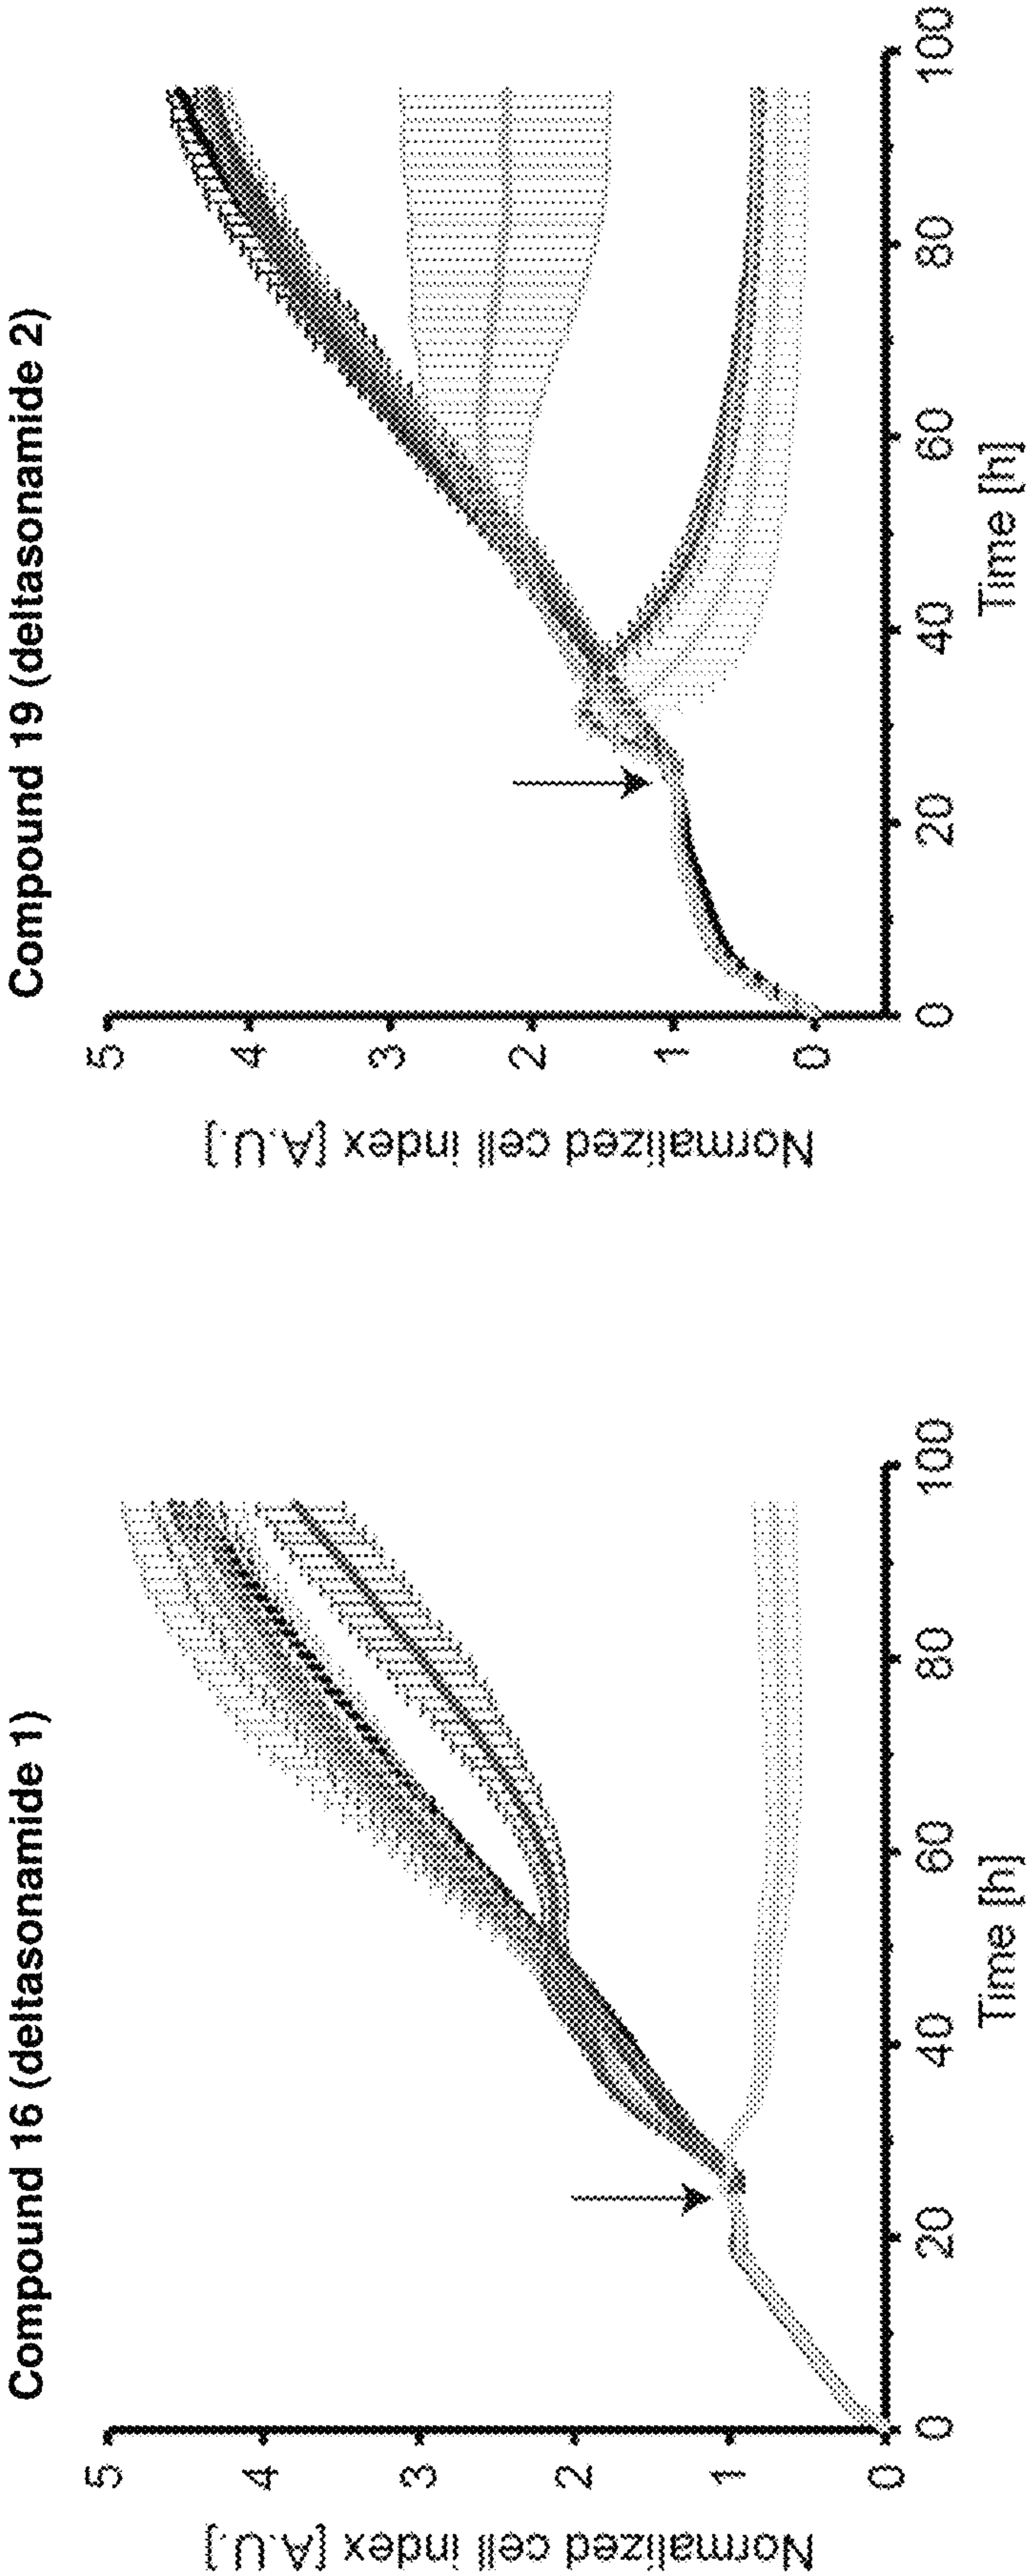 Compound 16 (deltasonamide 1)
Normalized cell index [A.U.]
5
4
3
2
1
0
0 20 40 60 80 100
Time [h]
Compound 19 (deltasonamide 2)
Normalized cell index [A.U.]
5
4
3
2
1
0
0 20 40 60 80 100
Time [h]